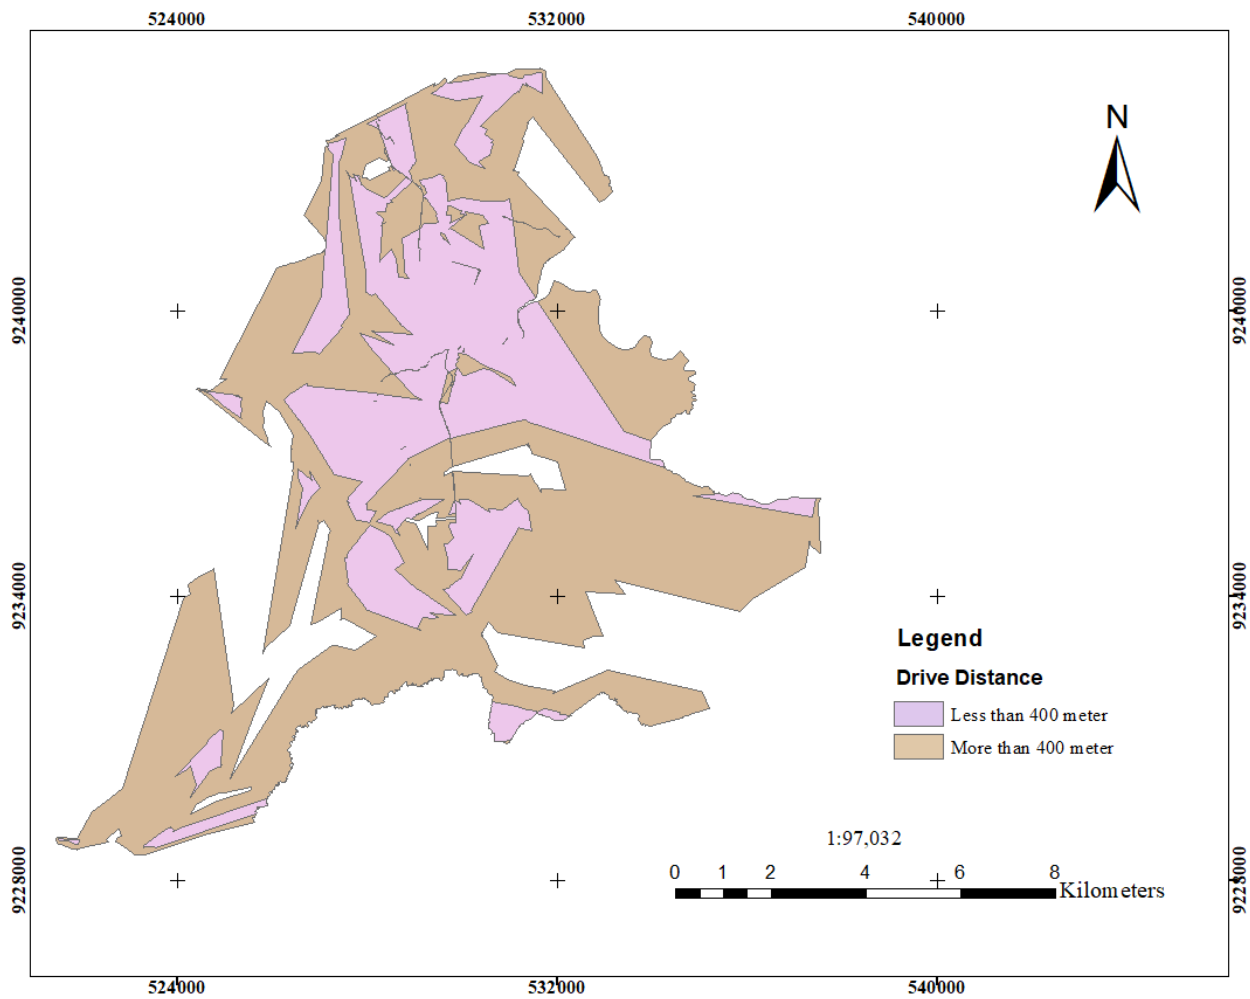 524000 532000 540000
N
9240000 9240000
9234000 9234000
Legend
Drive Distance
Less than 400 meter
More than 400 meter
1:97,032
0 1 2 4 6 8
Kilometers
9228000 9228000
524000 532000 540000